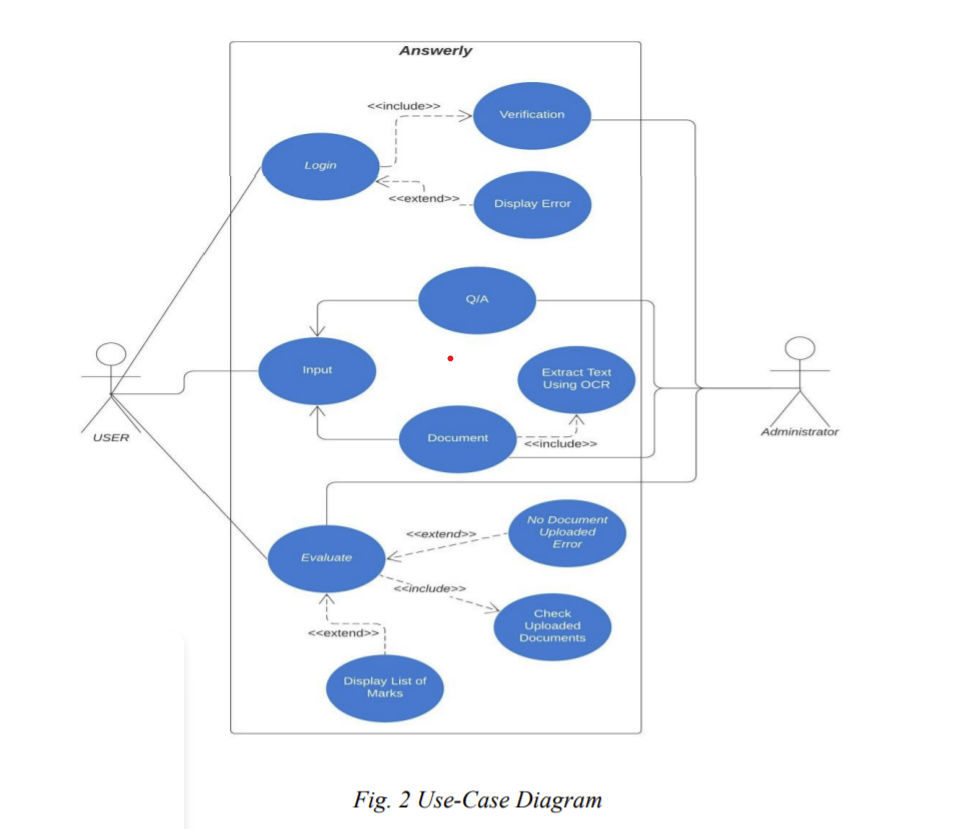 Answerly
<<include>>
Verification
Login
<<extend>>
Display Error
Q/A
Input
Extract Text
Using OCR
Document
<<include>>
USER
Administrator
No Document
Uploaded
Error
<<extend>>
Evaluate
<<include>>
Check
Uploaded
Documents
<<extend>>
Display List of
Marks
Fig. 2 Use-Case Diagram